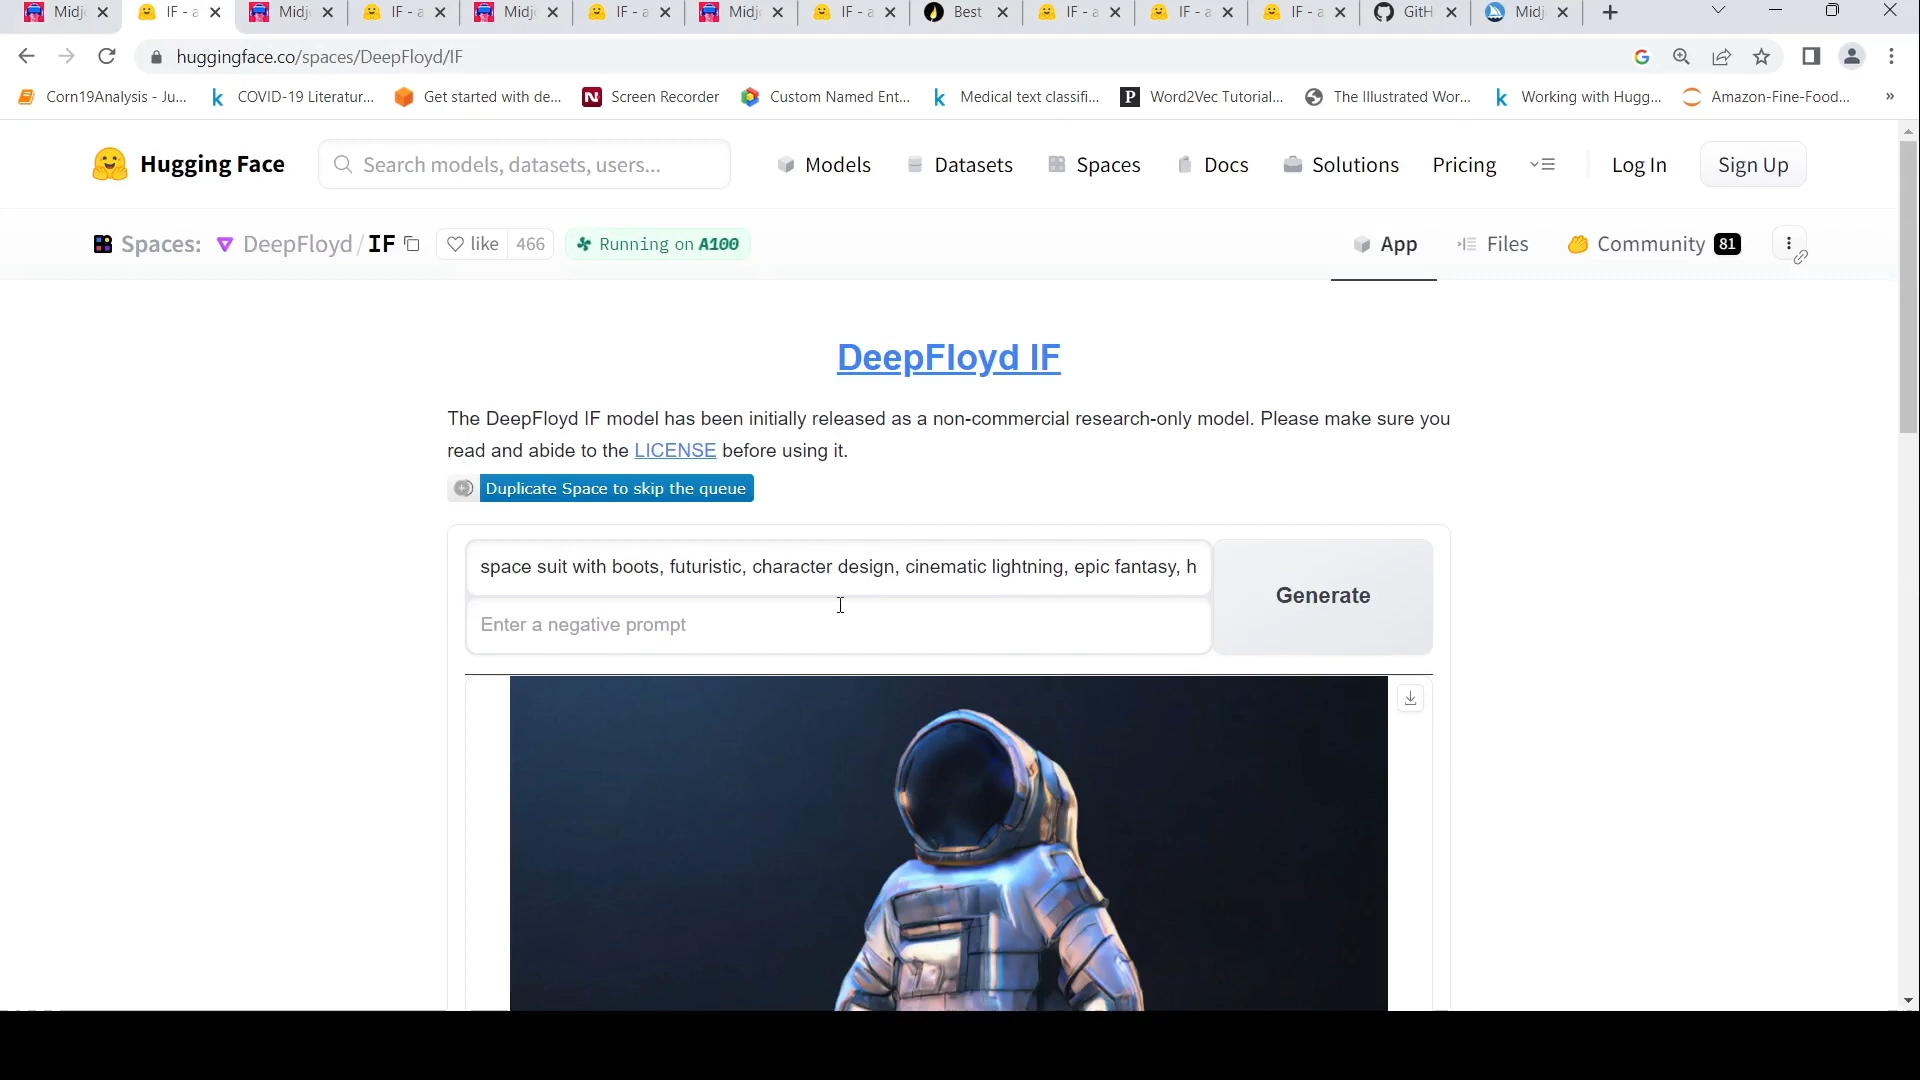 Midj IF - a Midj IF - a Midj IF - a Midj IF - a Best IF - a IF - a IF - a GitH Midj
huggingface.co/spaces/DeepFloyd/IF
Corn19Analysis - Ju... COVID-19 Literatur... Get started with de... Screen Recorder Custom Named Ent... Medical text classifi... Word2Vec Tutorial... The Illustrated Wor... Working with Hugg... Amazon-Fine-Food... »
Hugging Face Search models, datasets, users... Models Datasets Spaces Docs Solutions Pricing Log In Sign Up
Spaces: DeepFloyd/IF like 466 Running on A100 App Files Community 81
DeepFloyd IF
The DeepFloyd IF model has been initially released as a non-commercial research-only model. Please make sure you
read and abide to the LICENSE before using it.
Duplicate Space to skip the queue
space suit with boots, futuristic, character design, cinematic lightning, epic fantasy, h
Generate
Enter a negative prompt